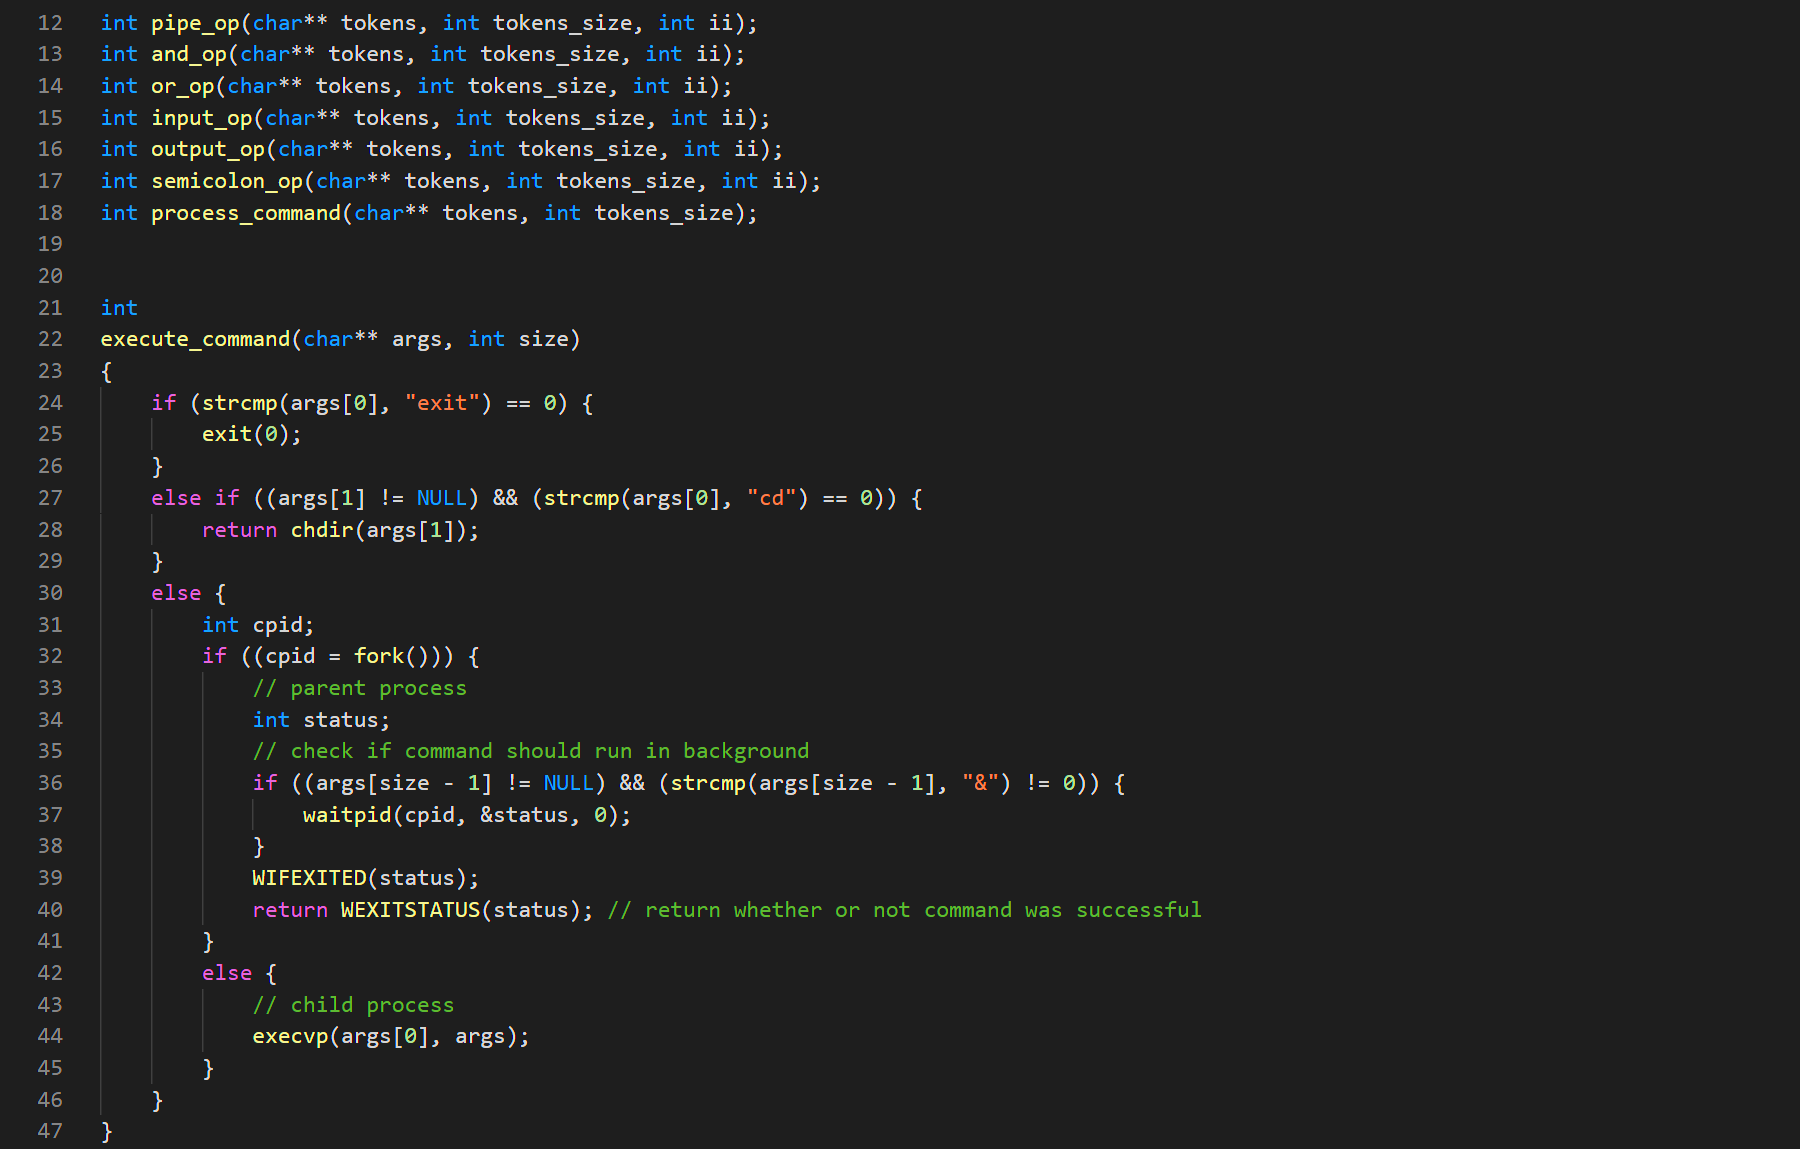 12 int pipe_op(char** tokens, int tokens_size, int ii);
13 int and_op(char** tokens, int tokens_size, int ii);
14 int or_op(char** tokens, int tokens_size, int ii);
15 int input_op(char** tokens, int tokens_size, int ii);
16 int output_op(char** tokens, int tokens_size, int ii);
17 int semicolon_op(char** tokens, int tokens_size, int ii);
18 int process_command(char** tokens, int tokens_size);
19
20
21 int
22 execute_command(char** args, int size)
23 {
24     if (strcmp(args[0], "exit") == 0) {
25         exit(0);
26     }
27     else if ((args[1] != NULL) && (strcmp(args[0], "cd") == 0)) {
28         return chdir(args[1]);
29     }
30     else {
31         int cpid;
32         if ((cpid = fork())) {
33             // parent process
34             int status;
35             // check if command should run in background
36             if ((args[size - 1] != NULL) && (strcmp(args[size - 1], "&") != 0)) {
37                 waitpid(cpid, &status, 0);
38             }
39             WIFEXITED(status);
40             return WEXITSTATUS(status); // return whether or not command was successful
41         }
42         else {
43             // child process
44             execvp(args[0], args);
45         }
46     }
47 }